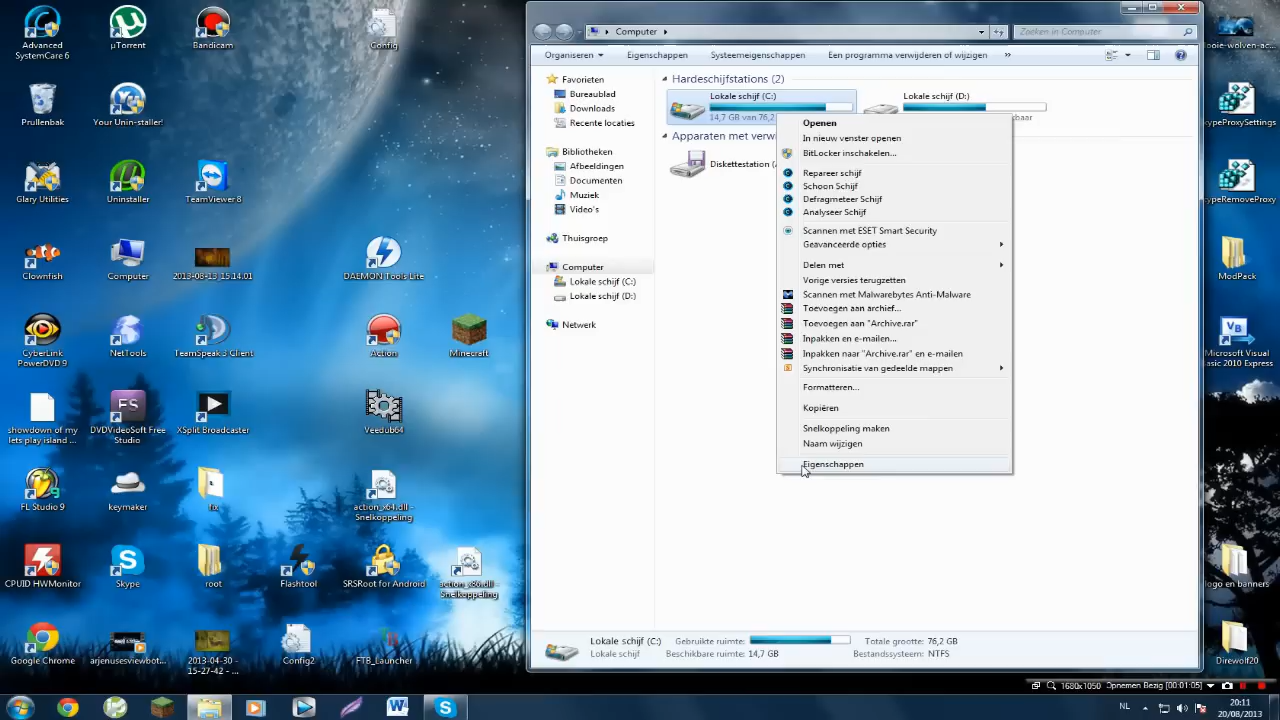 Advanced
SystemCare 6
µTorrent
Bandicam
Config
Pullenbak
Your Unin-staller!
Glary Utilities
Uninstaller
TeamViewer 8
Clownfish
Computer
2013-08-13_15.14.01
DAEMON Tools Lite
CyberLink
PowerDVD 9
NetTools
TeamSpeak 3 Client
Action
Minecraft
showdown of my
lets play island ...
DVDVideoSoft Free
Studio
XSplit Broadcaster
Veedub64
FL Studio 9
keymaker
fix
action_x64.dll -
Snelkoppeling
CPUID HWMonitor
Skype
root
Flashtool
SRSRoot for Android
action_x86.dll -
Snelkoppeling
Google Chrome
arjenusesviewbot...
2013-04-30 -
15-27-42 - ...
Config2
FTB_Launcher
Computer
Zoeken in Computer
Organiseren
Eigenschappen
Systeemeigenschappen
Een programma verwijderen of wijzigen
»
Favorieten
Bureaublad
Downloads
Recente locaties
Bibliotheken
Afbeeldingen
Documenten
Muziek
Video's
Thuisgroep
Computer
Lokale schijf (C:)
Lokale schijf (D:)
Netwerk
Hardeschijfstations (2)
Lokale schijf (C:)
14,7 GB van 76,2
Lokale schijf (D:)
kbaar
Apparaten met verw
Diskettestation (
Openen
In nieuw venster openen
BitLocker inschakelen...
Repareer schijf
Schoon Schijf
Defragmeteer Schijf
Analyseer Schijf
Scannen met ESET Smart Security
Geavanceerde opties
Delen met
Vorige versies terugzetten
Scannen met Malwarebytes Anti-Malware
Toevoegen aan archief...
Toevoegen aan "Archive.rar"
Inpakken en e-mailen...
Inpakken naar "Archive.rar" en e-mailen
Synchronisatie van gedeelde mappen
Formatteren...
Kopiëren
Snelkoppeling maken
Naam wijzigen
Eigenschappen
Lokale schijf (C:)
Gebruikte ruimte:
Totale grootte: 76,2 GB
Lokale schijf
Beschikbare ruimte: 14,7 GB
Bestandssysteem: NTFS
ooie-wolven-ac...
kypeProxySettings
kypeRemoveProxy
ModPack
Microsoft Visual
Basic 2010 Express
logo en banners
Direwolf20
1680x1050 Opnemen Bezig [00:01:05]
NL
20:11
20/08/2013